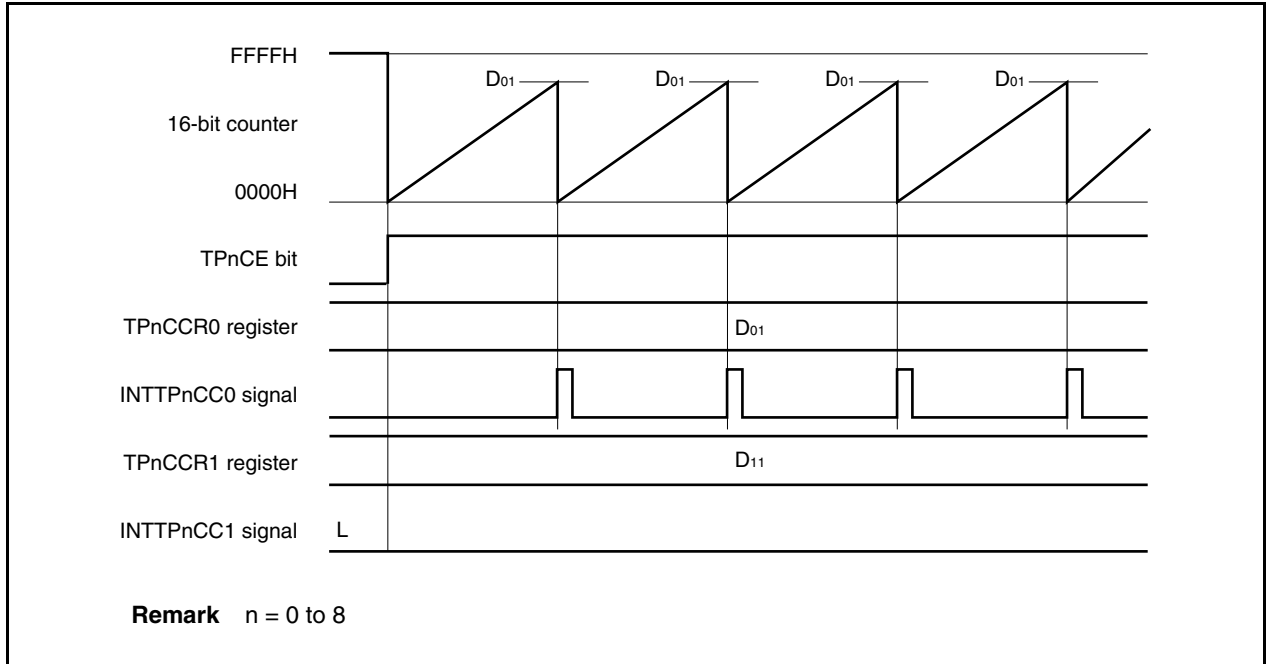 FFFFH
D01 D01 D01 D01
16-bit counter
0000H
TPnCE bit
TPnCCR0 register D01
INTTPnCC0 signal
TPnCCR1 register D11
INTTPnCC1 signal L
Remark n = 0 to 8